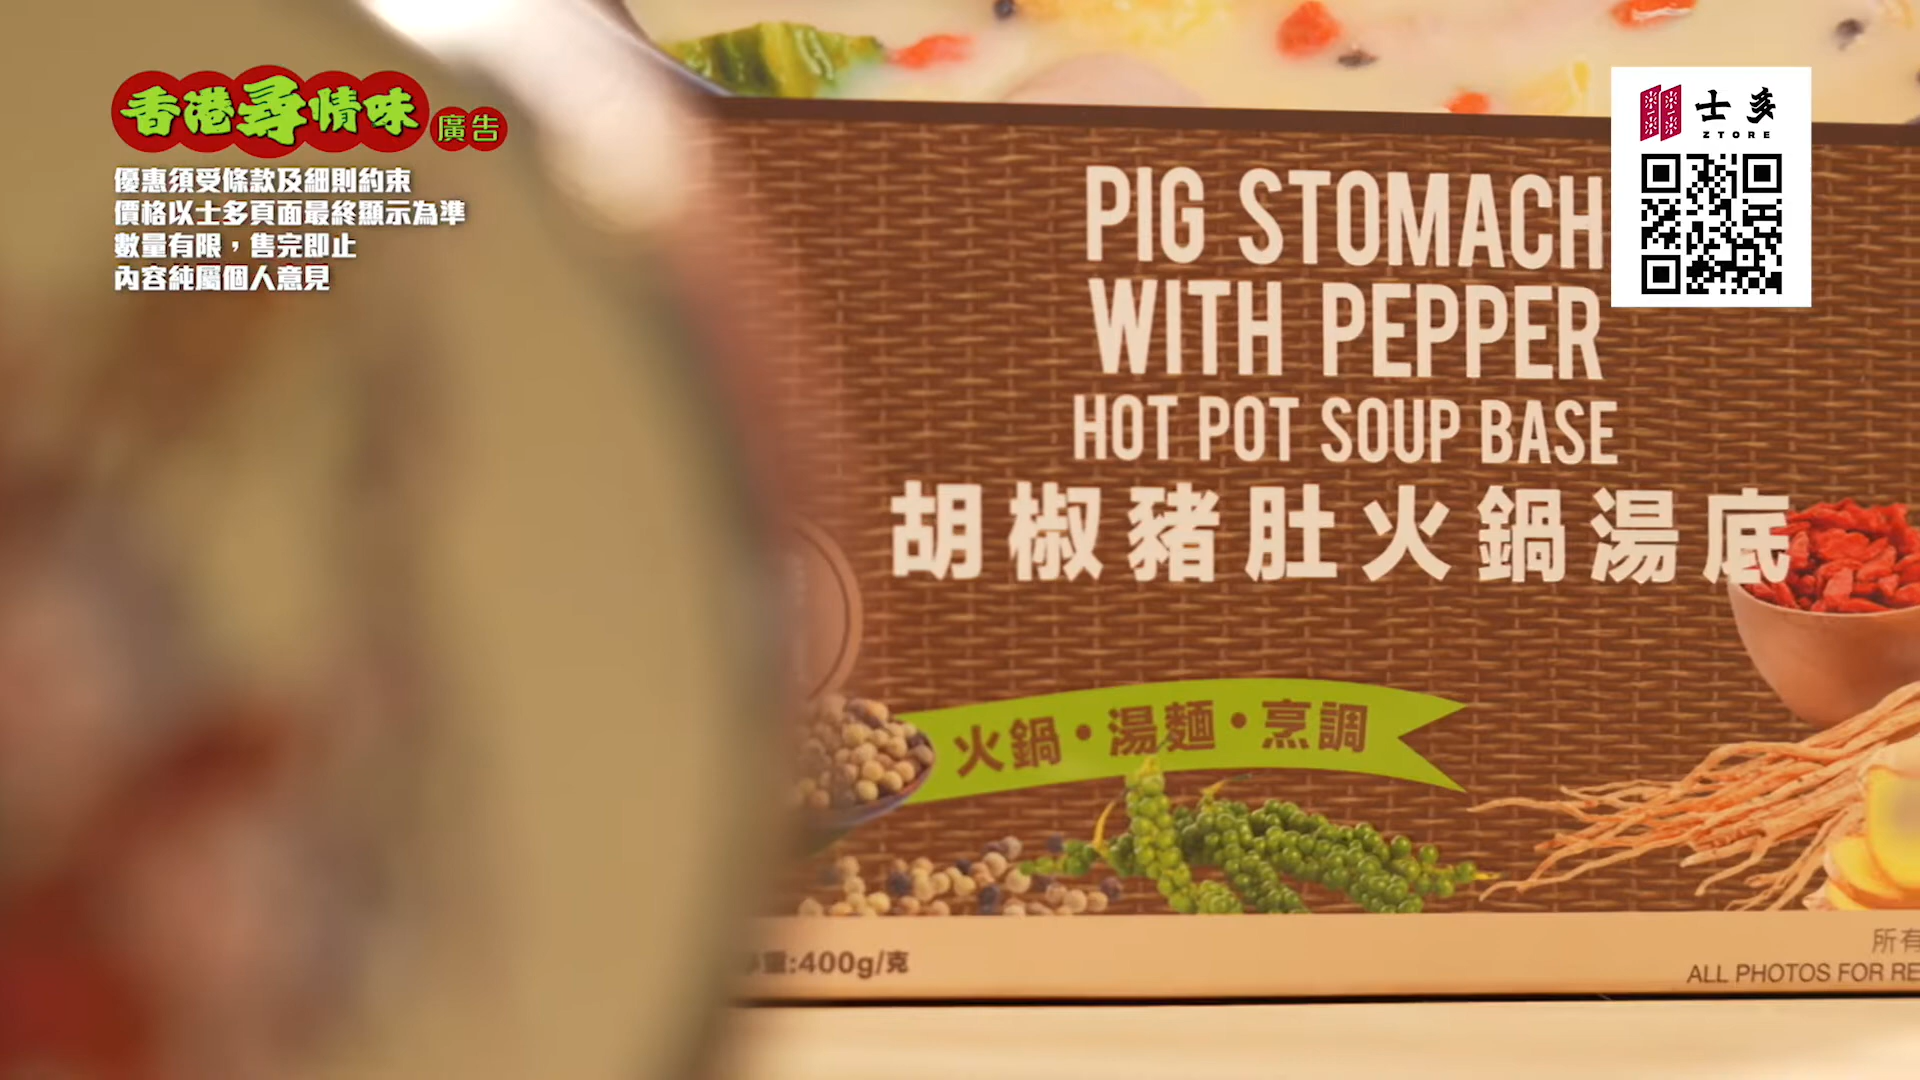 香港尋情味 廣告
優惠須受條款及細則約束
價格以士多頁面最終顯示為準
數量有限，售完即止
內容純屬個人意見
士多
ZTORE
PIG STOMACH
WITH PEPPER
HOT POT SOUP BASE
胡椒豬肚火鍋湯底
火鍋・湯麵・烹調
重:400g/克
所有
ALL PHOTOS FOR RE